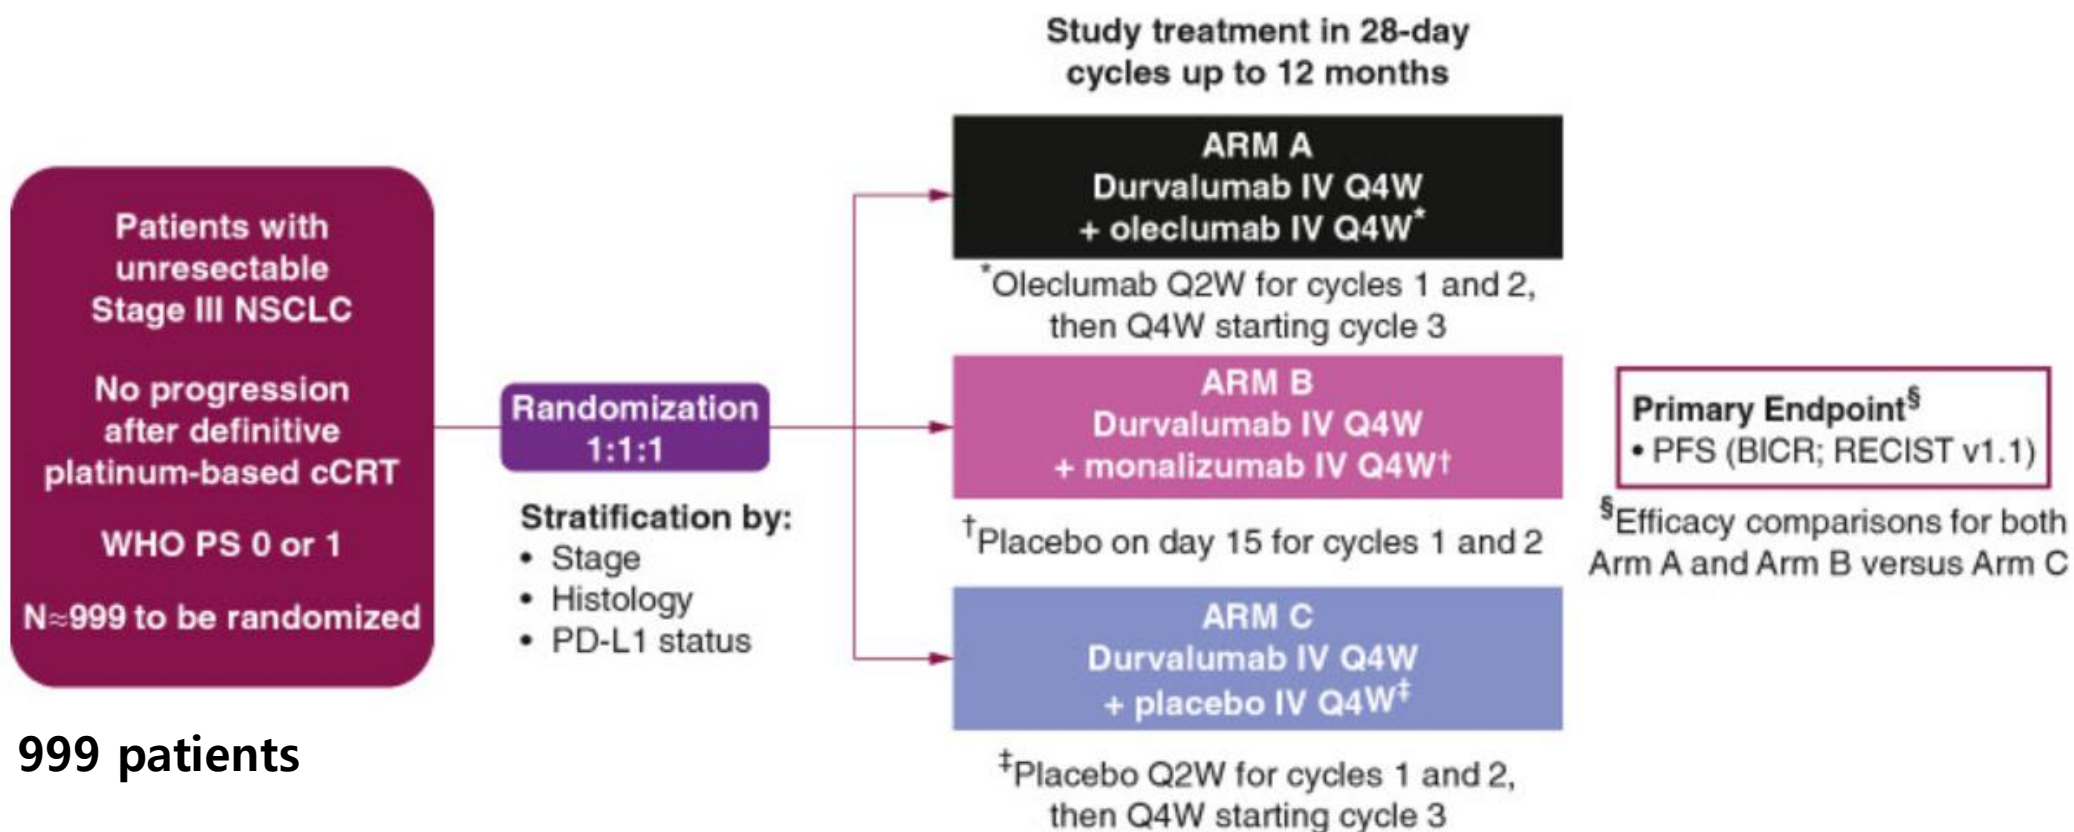 Study treatment in 28-day
cycles up to 12 months
Patients with
unresectable
Stage III NSCLC
No progression
after definitive
platinum-based cCRT
WHO PS 0 or 1
N≈999 to be randomized
999 patients
Randomization
1:1:1
Stratification by:
• Stage
• Histology
• PD-L1 status
ARM A
Durvalumab IV Q4W
+ oleclumab IV Q4W*
*Oleclumab Q2W for cycles 1 and 2,
then Q4W starting cycle 3
ARM B
Durvalumab IV Q4W
+ monalizumab IV Q4W†
†Placebo on day 15 for cycles 1 and 2
ARM C
Durvalumab IV Q4W
+ placebo IV Q4W‡
‡Placebo Q2W for cycles 1 and 2,
then Q4W starting cycle 3
Primary Endpoint§
• PFS (BICR; RECIST v1.1)
§Efficacy comparisons for both
Arm A and Arm B versus Arm C